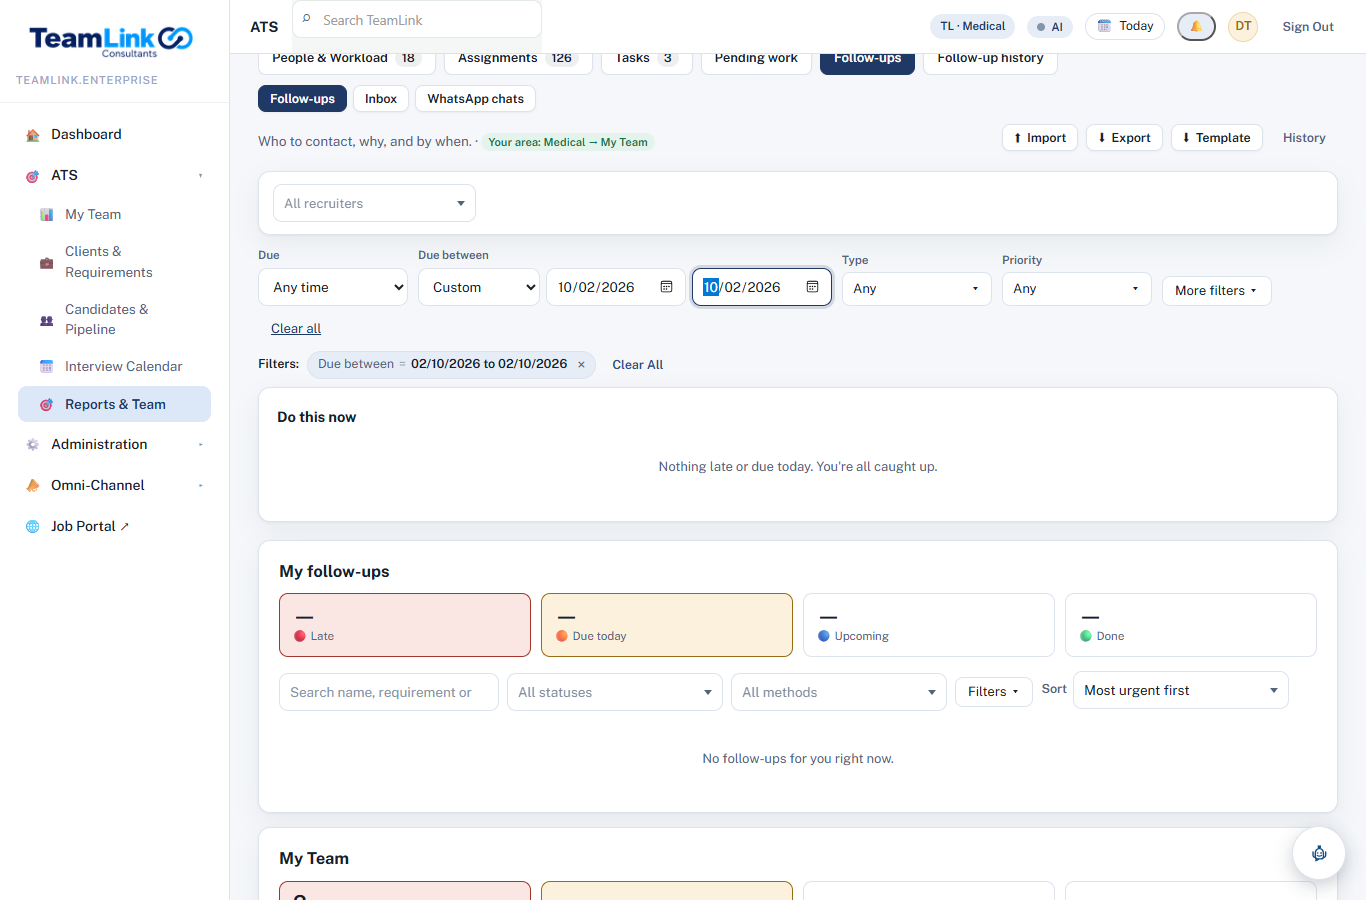 TeamLink
Consultants
TEAMLINK.ENTERPRISE
Dashboard
ATS
My Team
Clients &
Requirements
Candidates &
Pipeline
Interview Calendar
Reports & Team
Administration
Omni-Channel
Job Portal ↗
ATS
Search TeamLink
TL · Medical
AI
Today
DT
Sign Out
People & Workload 18
Assignments 126
Tasks 3
Pending work
Follow-ups
Follow-up history
Follow-ups
Inbox
WhatsApp chats
Who to contact, why, and by when. · Your area: Medical → My Team
⬆ Import
⬇ Export
⬇ Template
History
All recruiters
Due
Due between
Type
Priority
Any time
Custom
10/02/2026
10/02/2026
Any
Any
More filters
Clear all
Filters: Due between = 02/10/2026 to 02/10/2026 × Clear All
Do this now
Nothing late or due today. You're all caught up.
My follow-ups
— Late
— Due today
— Upcoming
— Done
Search name, requirement or
All statuses
All methods
Filters
Sort
Most urgent first
No follow-ups for you right now.
My Team